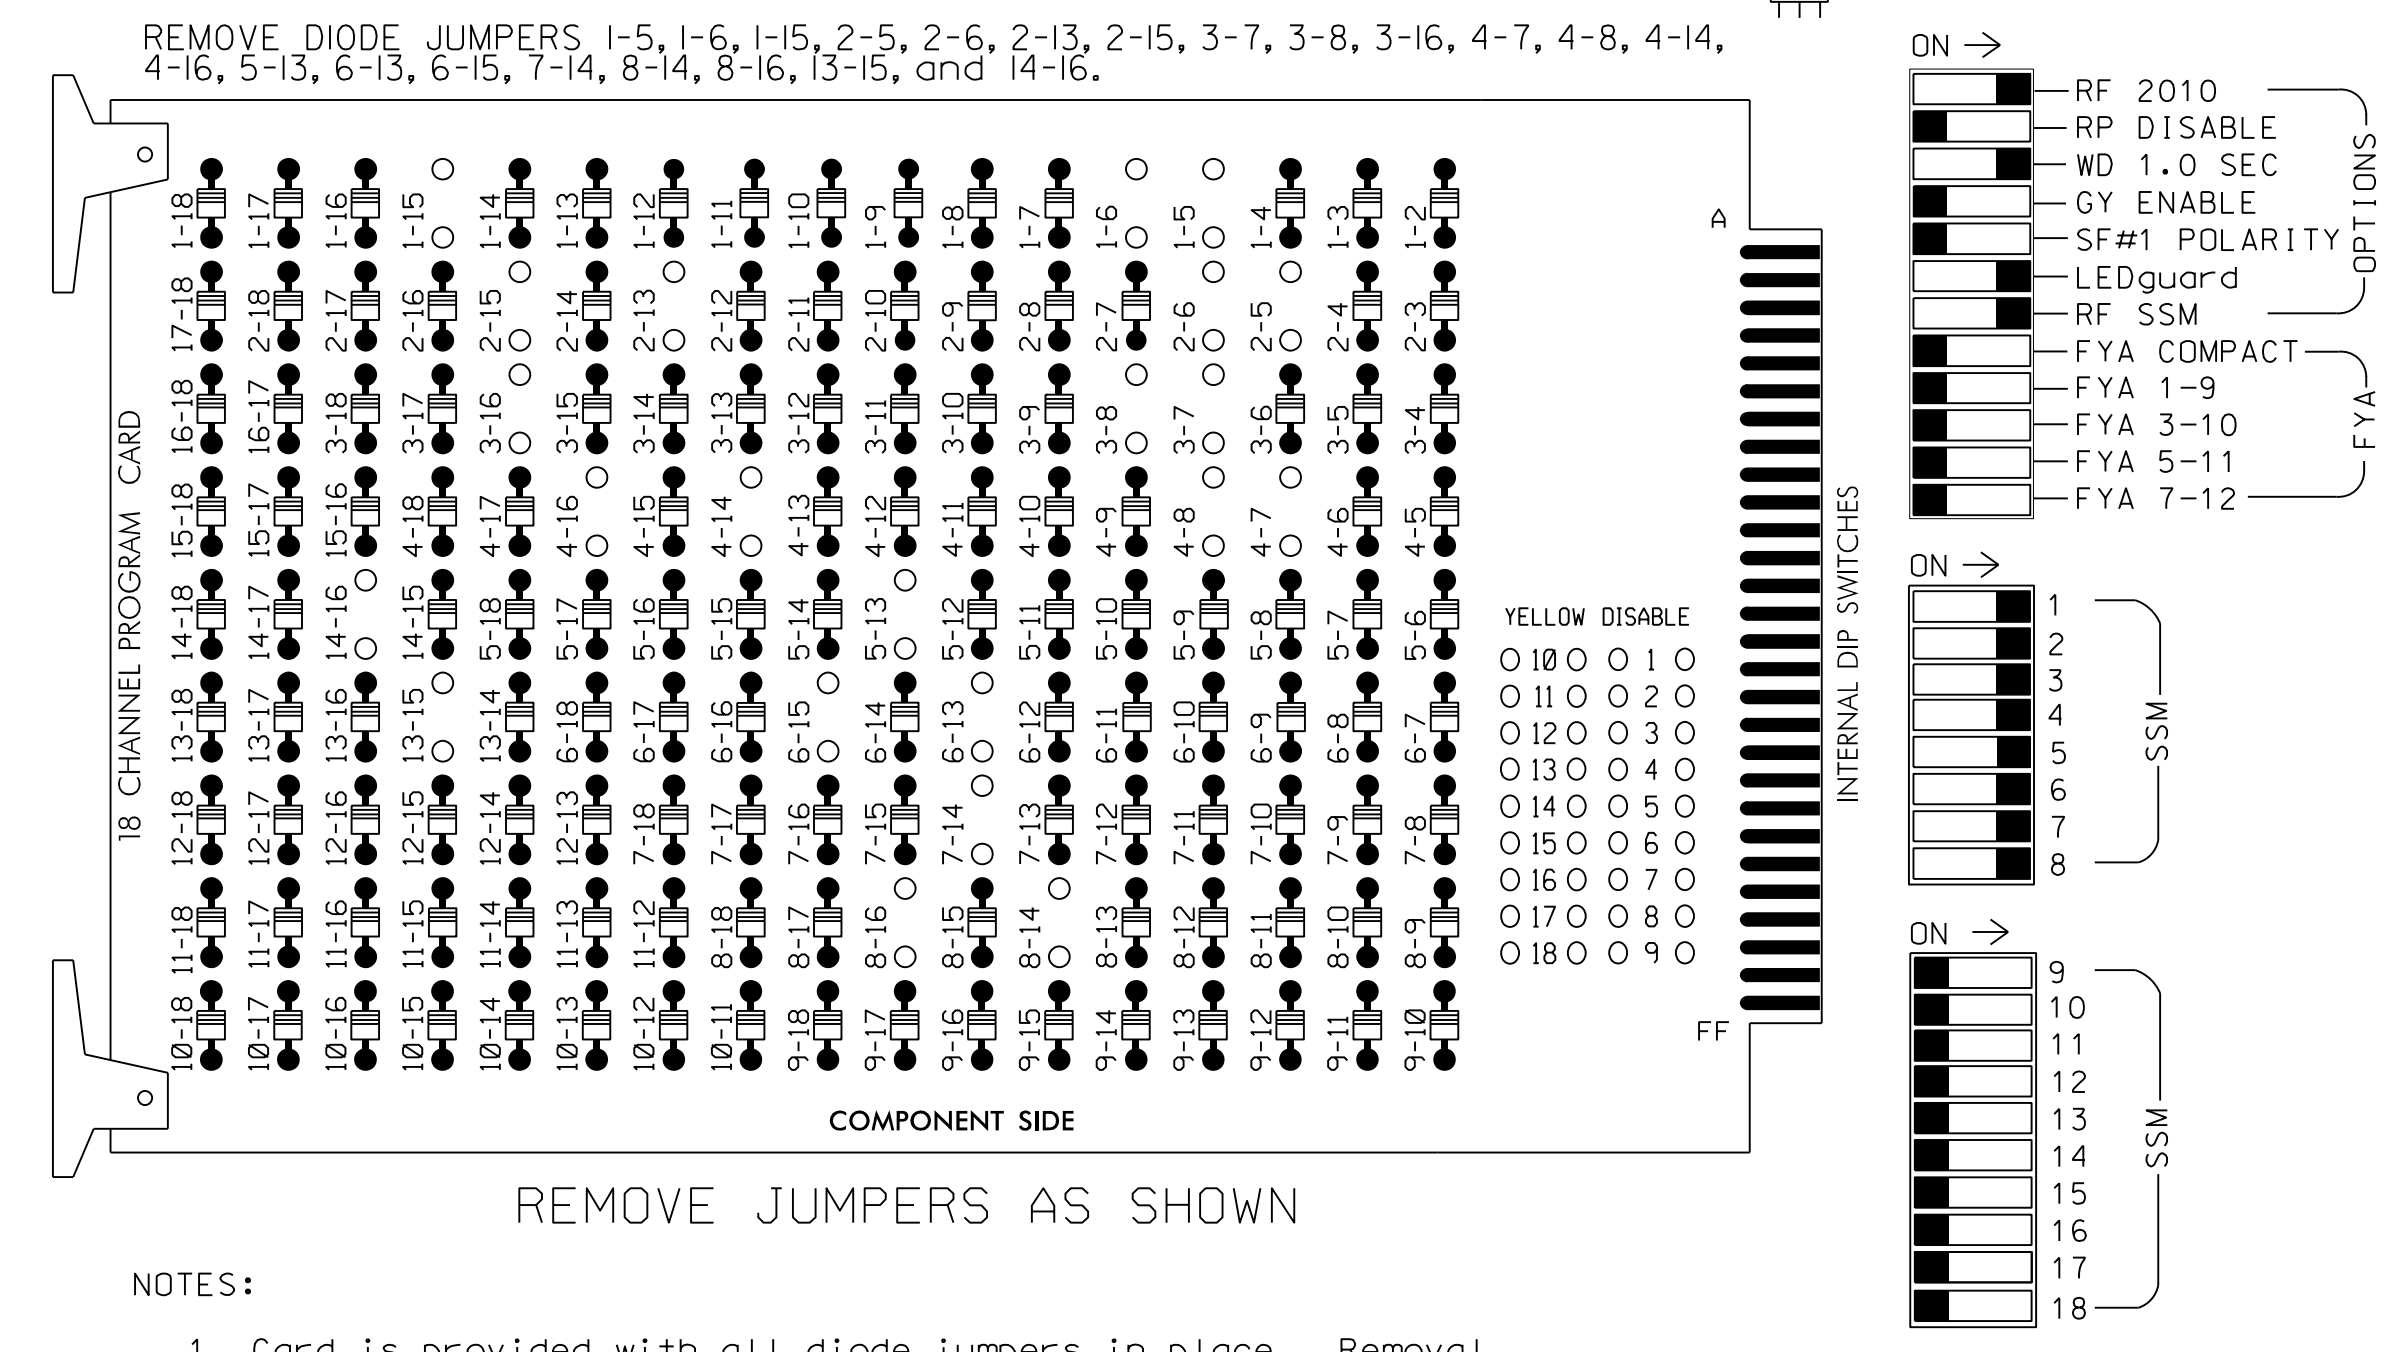 REMOVE DIODE JUMPERS 1-5, 1-6, 1-15, 2-5, 2-6, 2-13, 2-15, 3-7, 3-8, 3-16, 4-7, 4-8, 4-14,
4-16, 5-13, 6-13, 6-15, 7-14, 8-14, 8-16, 13-15, and 14-16.
18 CHANNEL PROGRAM CARD
1-18 1-17 1-16 1-15 1-14 1-13 1-12 1-11 1-10 1-9 1-8 1-7 1-6 1-5 1-4 1-3 1-2
17-18 2-18 2-17 2-16 2-15 2-14 2-13 2-12 2-11 2-10 2-9 2-8 2-7 2-6 2-5 2-4 2-3
16-18 16-17 3-18 3-17 3-16 3-15 3-14 3-13 3-12 3-11 3-10 3-9 3-8 3-7 3-6 3-5 3-4
15-18 15-17 15-16 4-18 4-17 4-16 4-15 4-14 4-13 4-12 4-11 4-10 4-9 4-8 4-7 4-6 4-5
14-18 14-17 14-16 14-15 5-18 5-17 5-16 5-15 5-14 5-13 5-12 5-11 5-10 5-9 5-8 5-7 5-6
13-18 13-17 13-16 13-15 13-14 6-18 6-17 6-16 6-15 6-14 6-13 6-12 6-11 6-10 6-9 6-8 6-7
12-18 12-17 12-16 12-15 12-14 12-13 7-18 7-17 7-16 7-15 7-14 7-13 7-12 7-11 7-10 7-9 7-8
11-18 11-17 11-16 11-15 11-14 11-13 11-12 8-18 8-17 8-16 8-15 8-14 8-13 8-12 8-11 8-10 8-9
10-18 10-17 10-16 10-15 10-14 10-13 10-12 10-11 9-18 9-17 9-16 9-15 9-14 9-13 9-12 9-11 9-10
A
YELLOW DISABLE
10 1
11 2
12 3
13 4
14 5
15 6
16 7
17 8
18 9
FF
COMPONENT SIDE
INTERNAL DIP SWITCHES
ON
RF 2010
RP DISABLE
WD 1.0 SEC
GY ENABLE
SF#1 POLARITY
LEDguard
RF SSM
OPTIONS
FYA COMPACT
FYA 1-9
FYA 3-10
FYA 5-11
FYA 7-12
FYA
ON
1
2
3
4
5
6
7
8
SSM
ON
9
10
11
12
13
14
15
16
17
18
SSM
REMOVE JUMPERS AS SHOWN
NOTES:
1. Card is provided with all diode jumpers in place. Removal